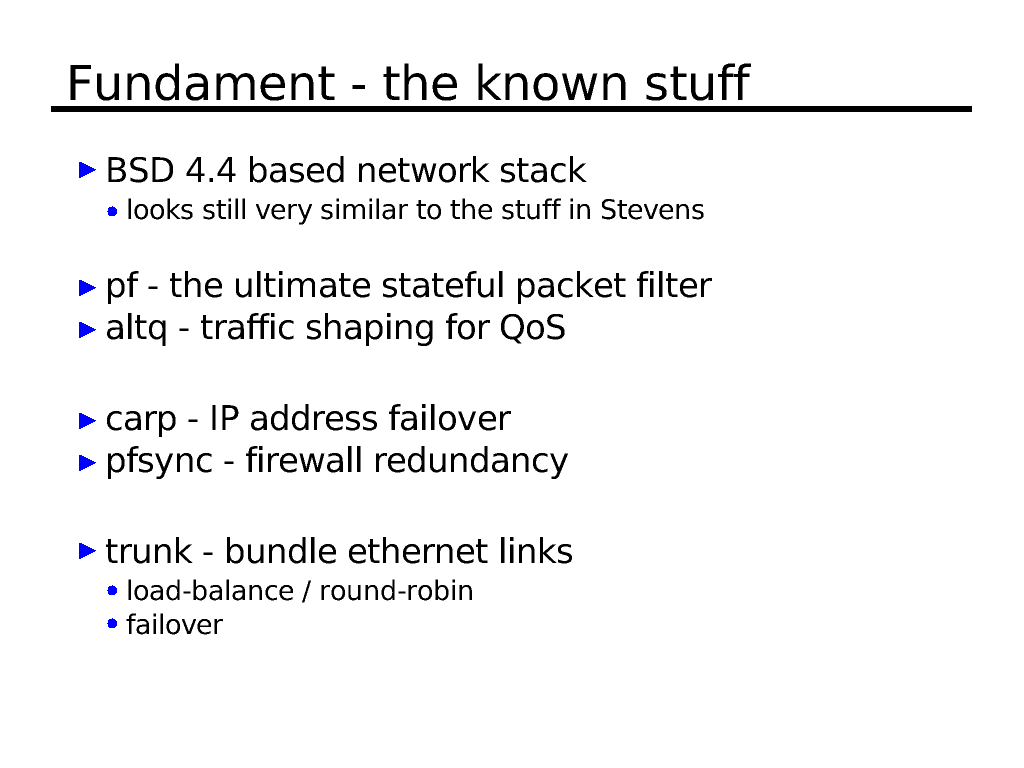 Fundament - the known stuff
BSD 4.4 based network stack
looks still very similar to the stuff in Stevens
pf - the ultimate stateful packet filter
altq - traffic shaping for QoS
carp - IP address failover
pfsync - firewall redundancy
trunk - bundle ethernet links
load-balance / round-robin
failover